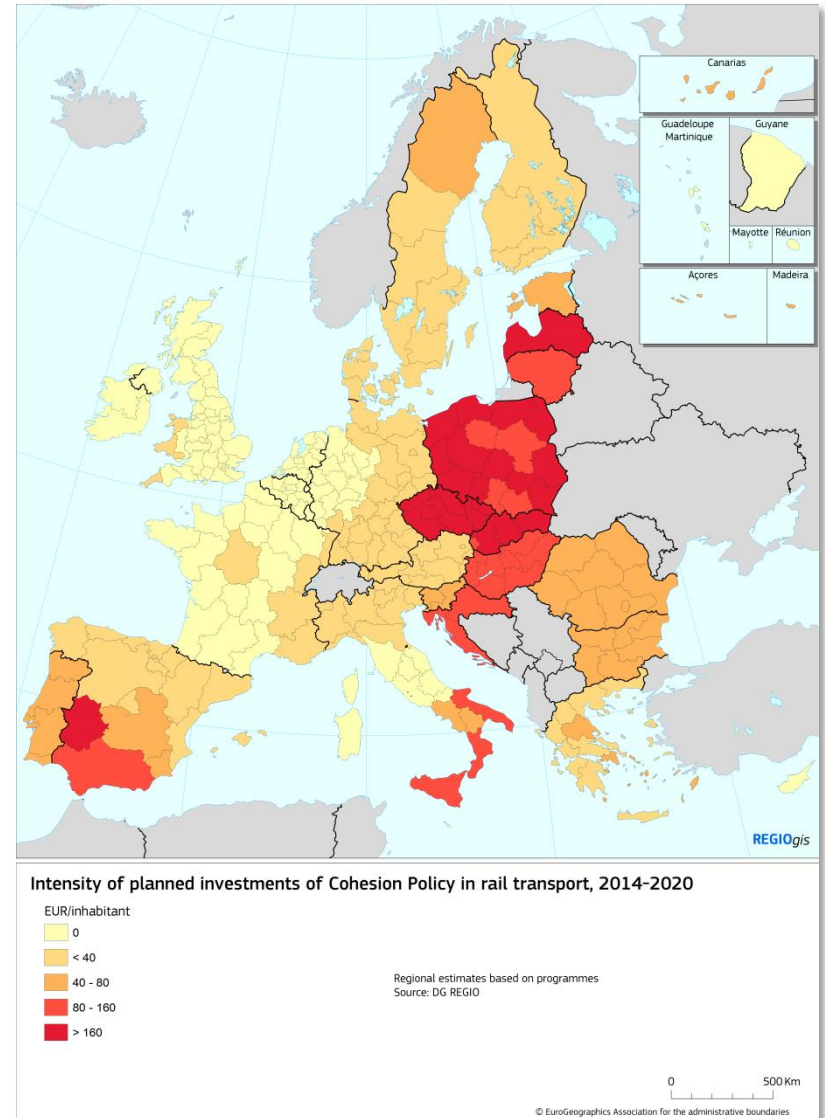 Canarias
Guadeloupe
Martinique
Guyane
Mayotte
Réunion
Açores
Madeira
REGIOgis
Intensity of planned investments of Cohesion Policy in rail transport, 2014-2020
EUR/inhabitant
0
< 40
40 - 80
80 - 160
> 160
Regional estimates based on programmes
Source: DG REGIO
0 500 Km
© EuroGeographics Association for the administrative boundaries